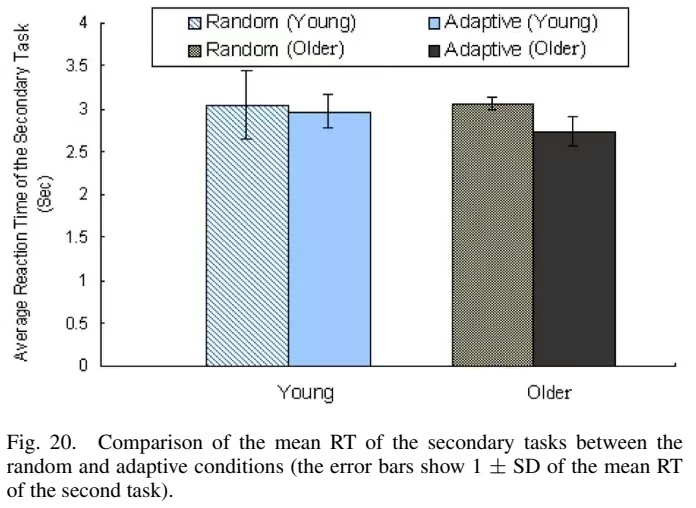 Random (Young) Adaptive (Young)
Random (Older) Adaptive (Older)
Average Reaction Time of the Secondary Task
(Sec)
4
3.5
3
2.5
2
1.5
1
0.5
0
Young Older
Fig. 20. Comparison of the mean RT of the secondary tasks between the
random and adaptive conditions (the error bars show 1 ± SD of the mean RT
of the second task).